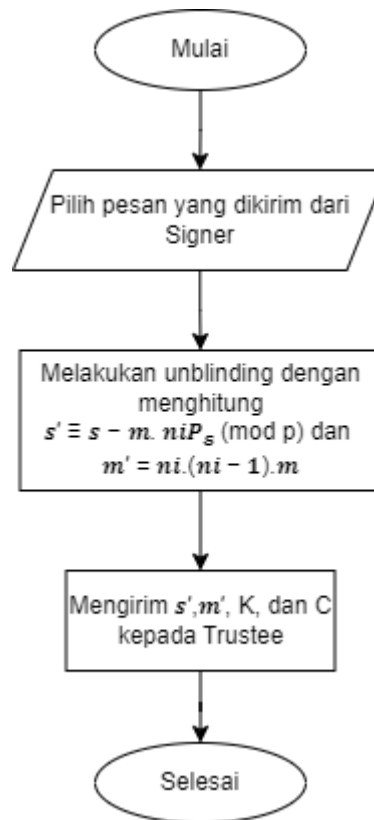 Mulai
Pilih pesan yang dikirim dari
Signer
Melakukan unblinding dengan
menghitung
s' ≡ s − m. niPₛ (mod p) dan
m' = ni.(ni − 1).m
Mengirim s',m', K, dan C
kepada Trustee
Selesai